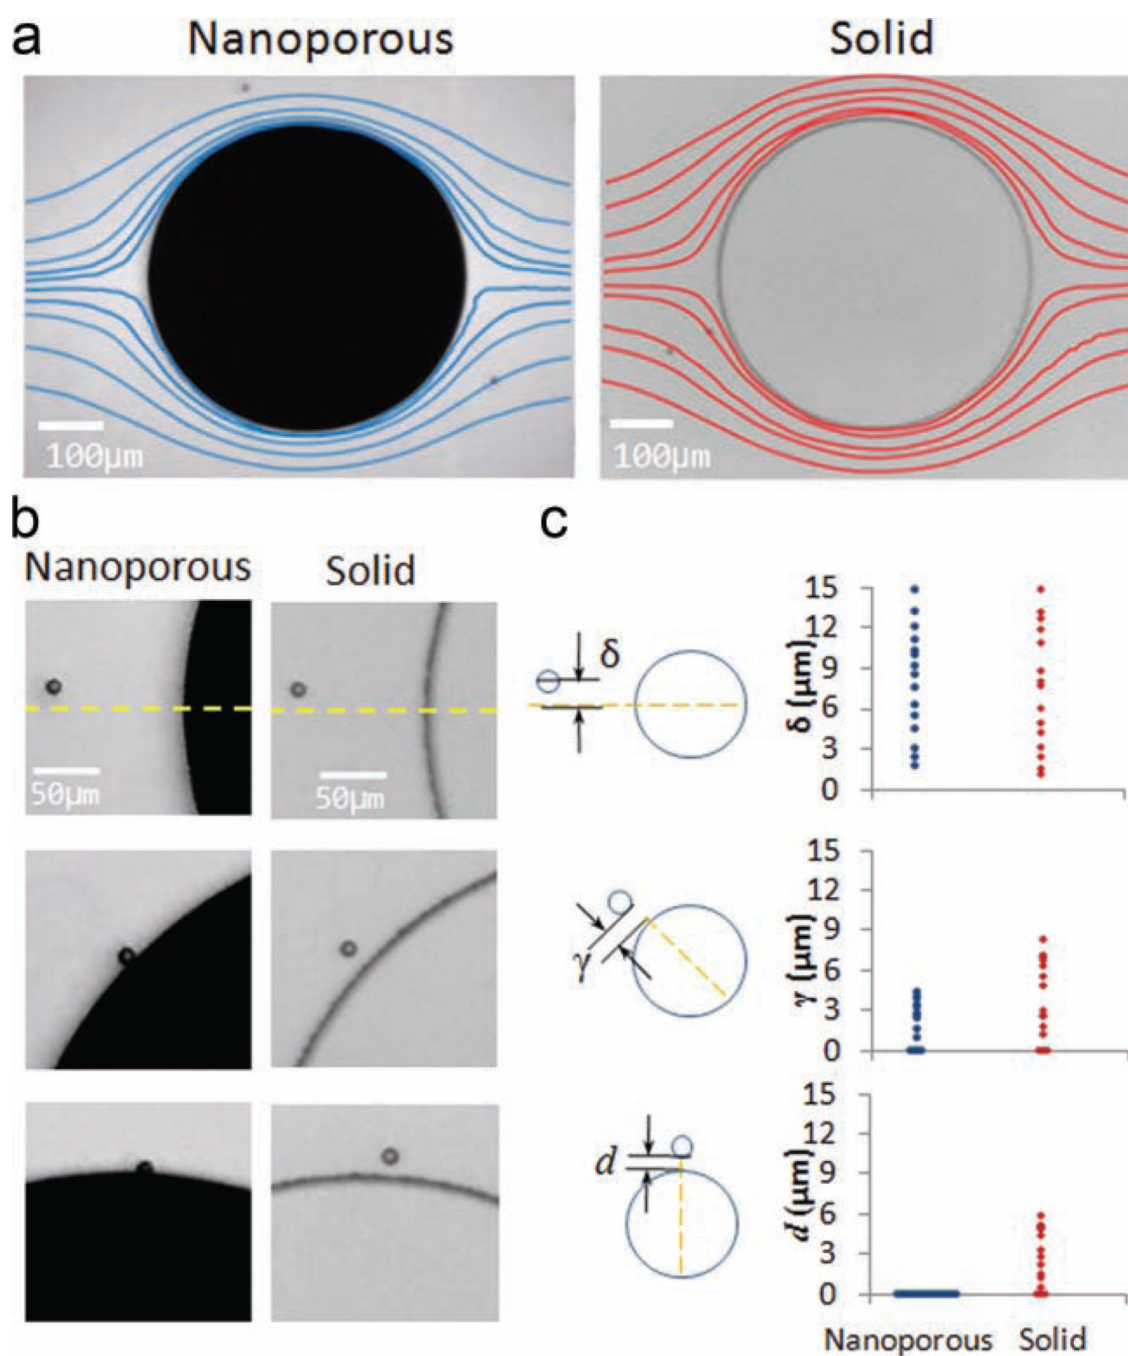 a
Nanoporous
Solid
100μm
100μm
b
Nanoporous
Solid
50μm
50μm
c
δ
δ (μm)
15
12
9
6
3
0
γ
γ (μm)
15
12
9
6
3
0
d
d (μm)
15
12
9
6
3
0
Nanoporous Solid